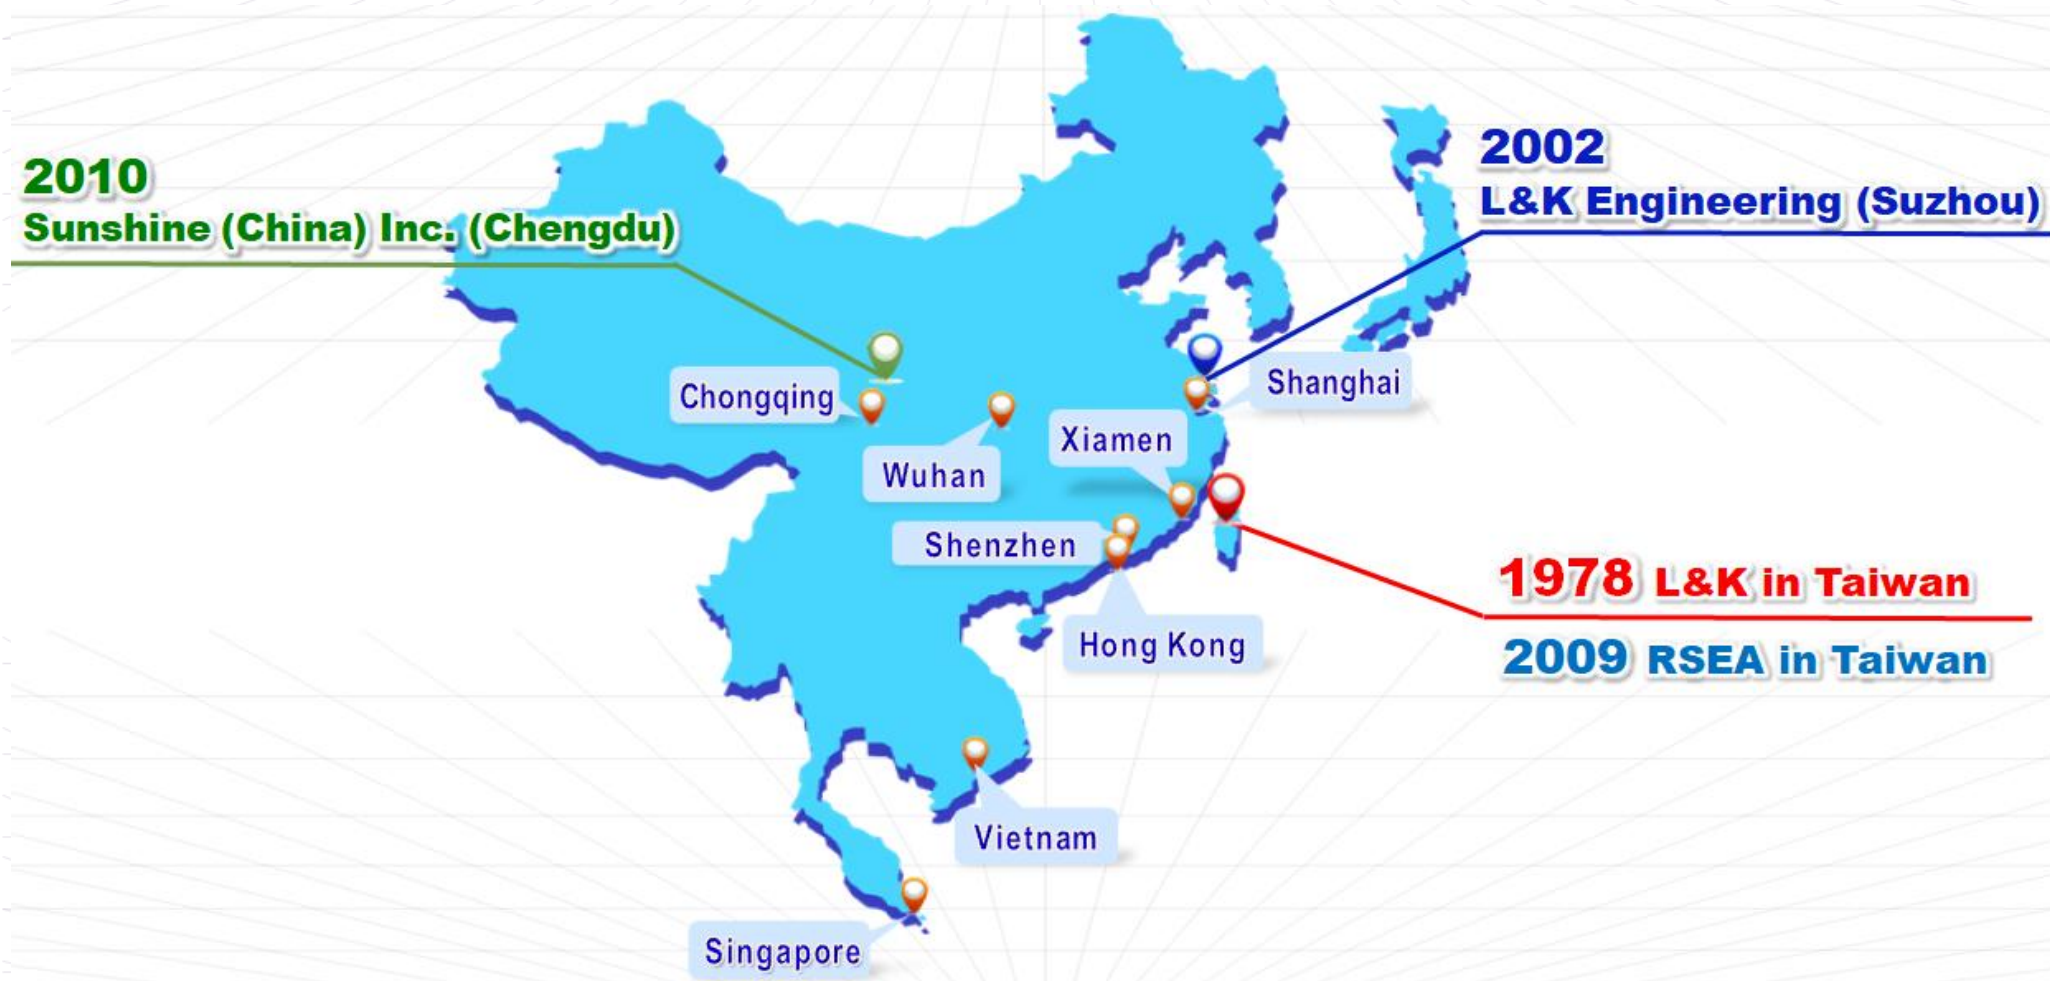 2010
Sunshine (China) Inc. (Chengdu)
2002
L&K Engineering (Suzhou)
Chongqing
Shanghai
Wuhan
Xiamen
Shenzhen
Hong Kong
1978 L&K in Taiwan
2009 RSEA in Taiwan
Vietnam
Singapore